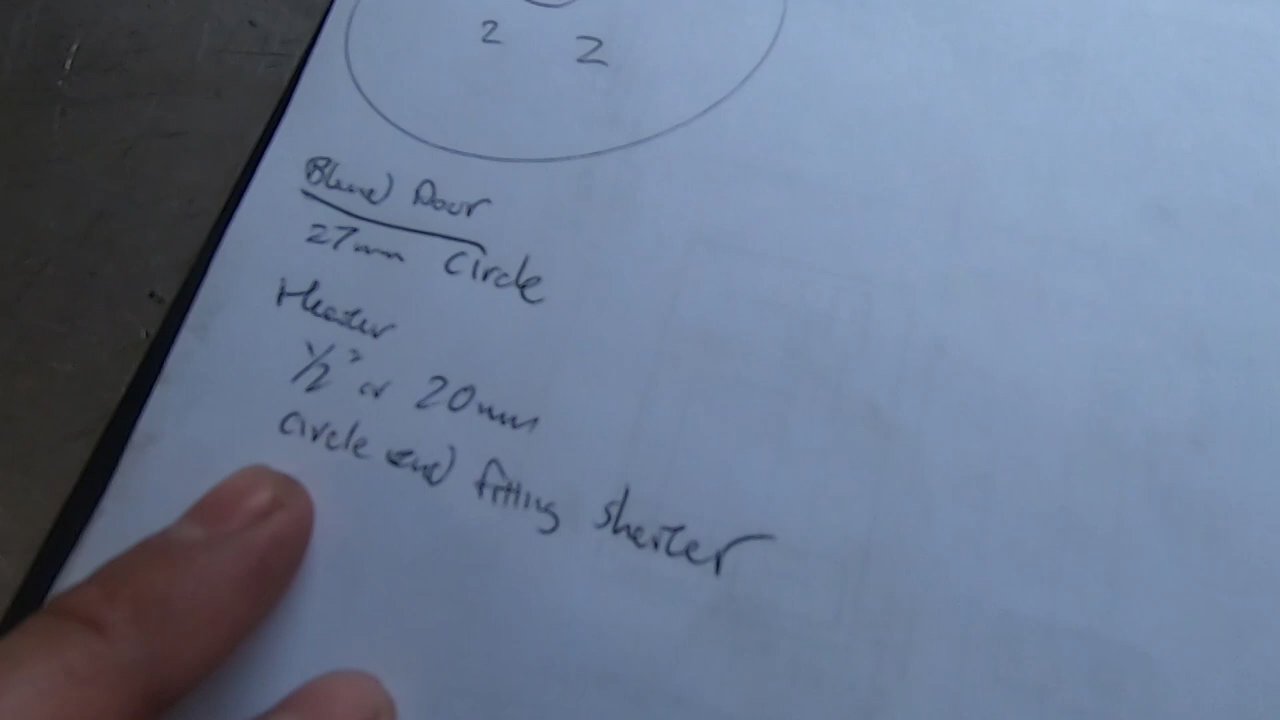 2 2
Blend Door
27mm Circle
Heater
1/2" or 20mm
circle end fitting shorter